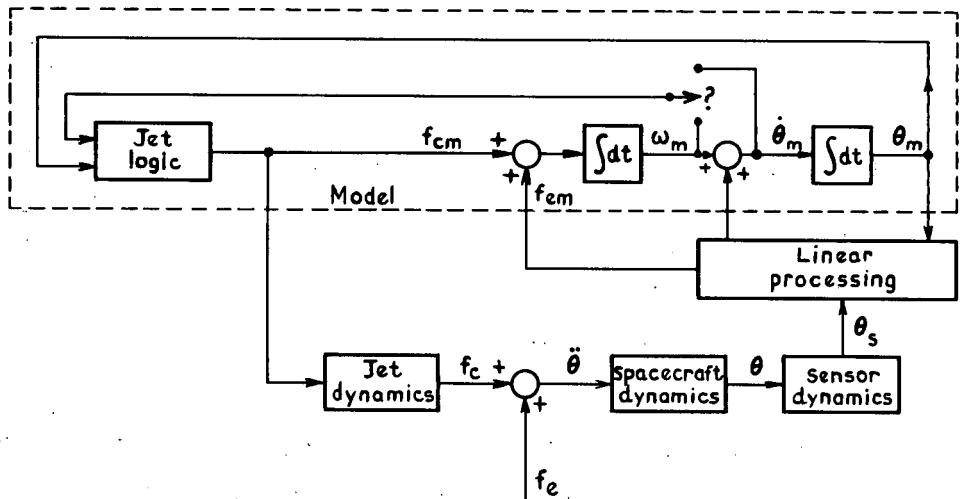 ?
Jet
logic
f_cm
+
+
∫dt
ω_m
+
+
θ̇_m
∫dt
θ_m
Model
f_em
Linear
processing
θ_s
Jet
dynamics
f_c
+
+
θ̈
Spacecraft
dynamics
θ
Sensor
dynamics
f_e